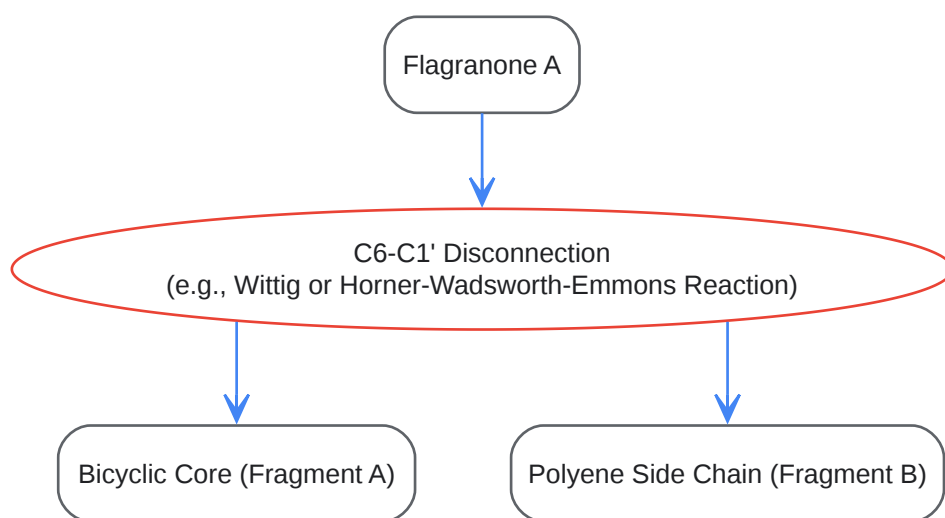 Flagranone A
C6-C1' Disconnection
(e.g., Wittig or Horner-Wadsworth-Emmons Reaction)
Bicyclic Core (Fragment A)
Polyene Side Chain (Fragment B)